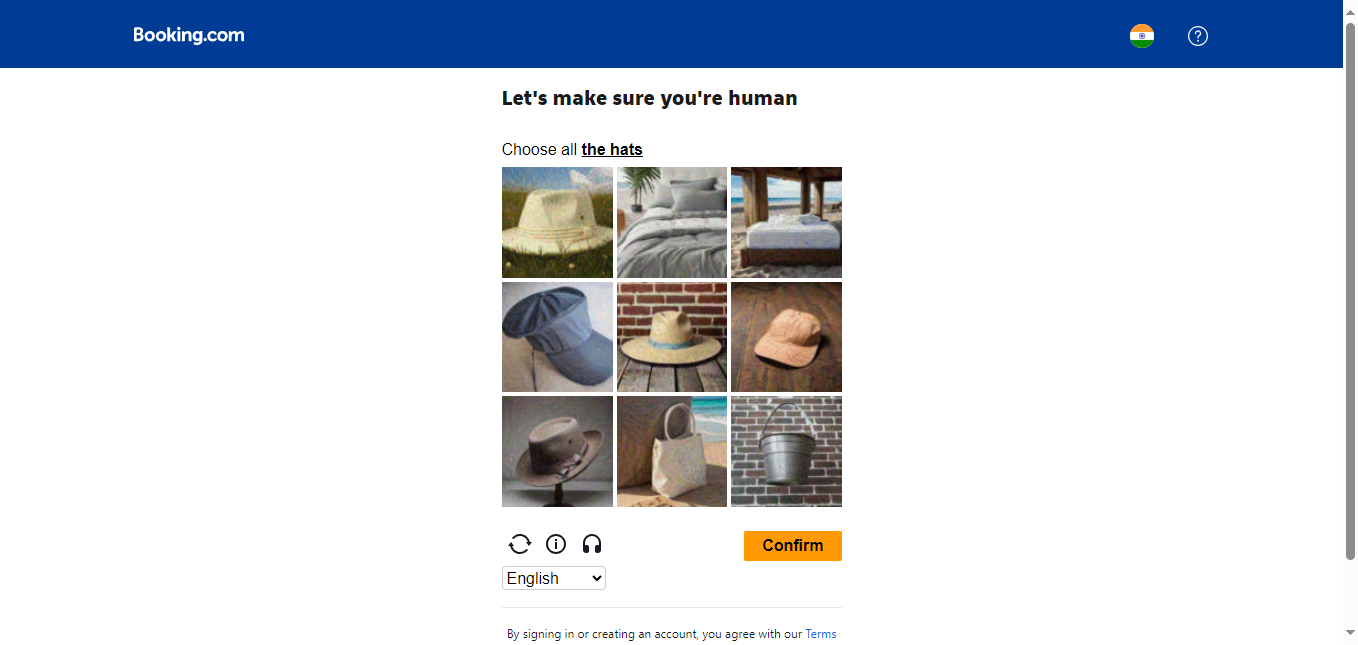 Booking.com
Let's make sure you're human
Choose all the hats
Confirm
English
By signing in or creating an account, you agree with our Terms